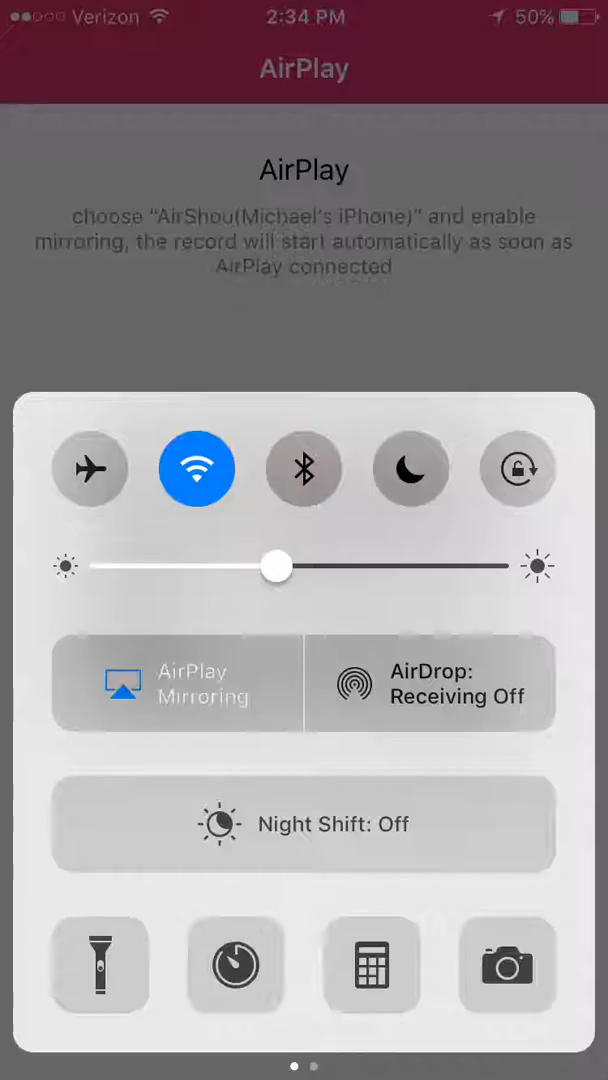 Verizon 2:34 PM 50%
AirPlay
AirPlay
choose "AirShou(Michael's iPhone)" and enable
mirroring, the record will start automatically as soon as
AirPlay connected
AirPlay
Mirroring
AirDrop:
Receiving Off
Night Shift: Off